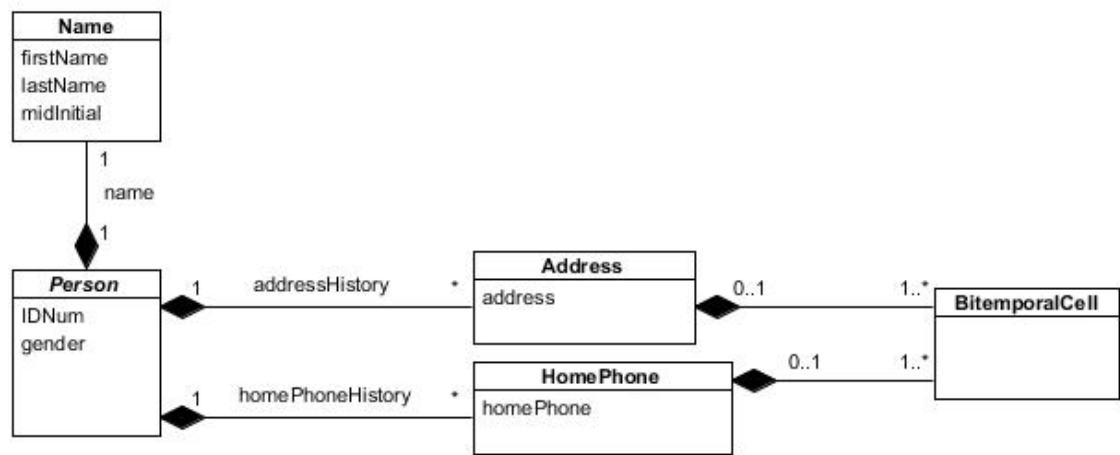 Name
firstName
lastName
midInitial
1
name
1
Person
IDNum
gender
1 addressHistory *
Address
address
0..1 1..*
BitemporalCell
1 homePhoneHistory *
HomePhone
homePhone
0..1 1..*